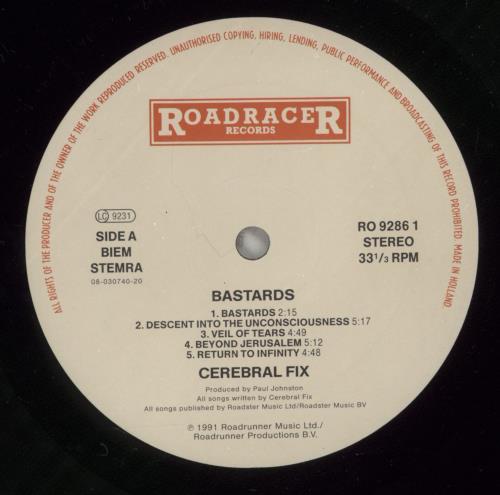 ALL RIGHTS OF THE PRODUCER AND OF THE OWNER OF THE WORK REPRODUCED RESERVED. UNAUTHORISED COPYING, HIRING, LENDING, PUBLIC PERFORMANCE AND BROADCASTING OF THIS RECORD PROHIBITED. MADE IN HOLLAND
ROADRACER
RECORDS
LC 9231
SIDE A
BIEM
STEMRA
08-030740-20
RO 9286 1
STEREO
33 1/3 RPM
BASTARDS
1. BASTARDS 2:15
2. DESCENT INTO THE UNCONSCIOUSNESS 5:17
3. VEIL OF TEARS 4:49
4. BEYOND JERUSALEM 5:12
5. RETURN TO INFINITY 4:48
CEREBRAL FIX
Produced by Paul Johnston
All songs written by Cerebral Fix
All songs published by Roadster Music Ltd/Roadster Music BV
℗ 1991 Roadrunner Music Ltd./
Roadrunner Productions B.V.